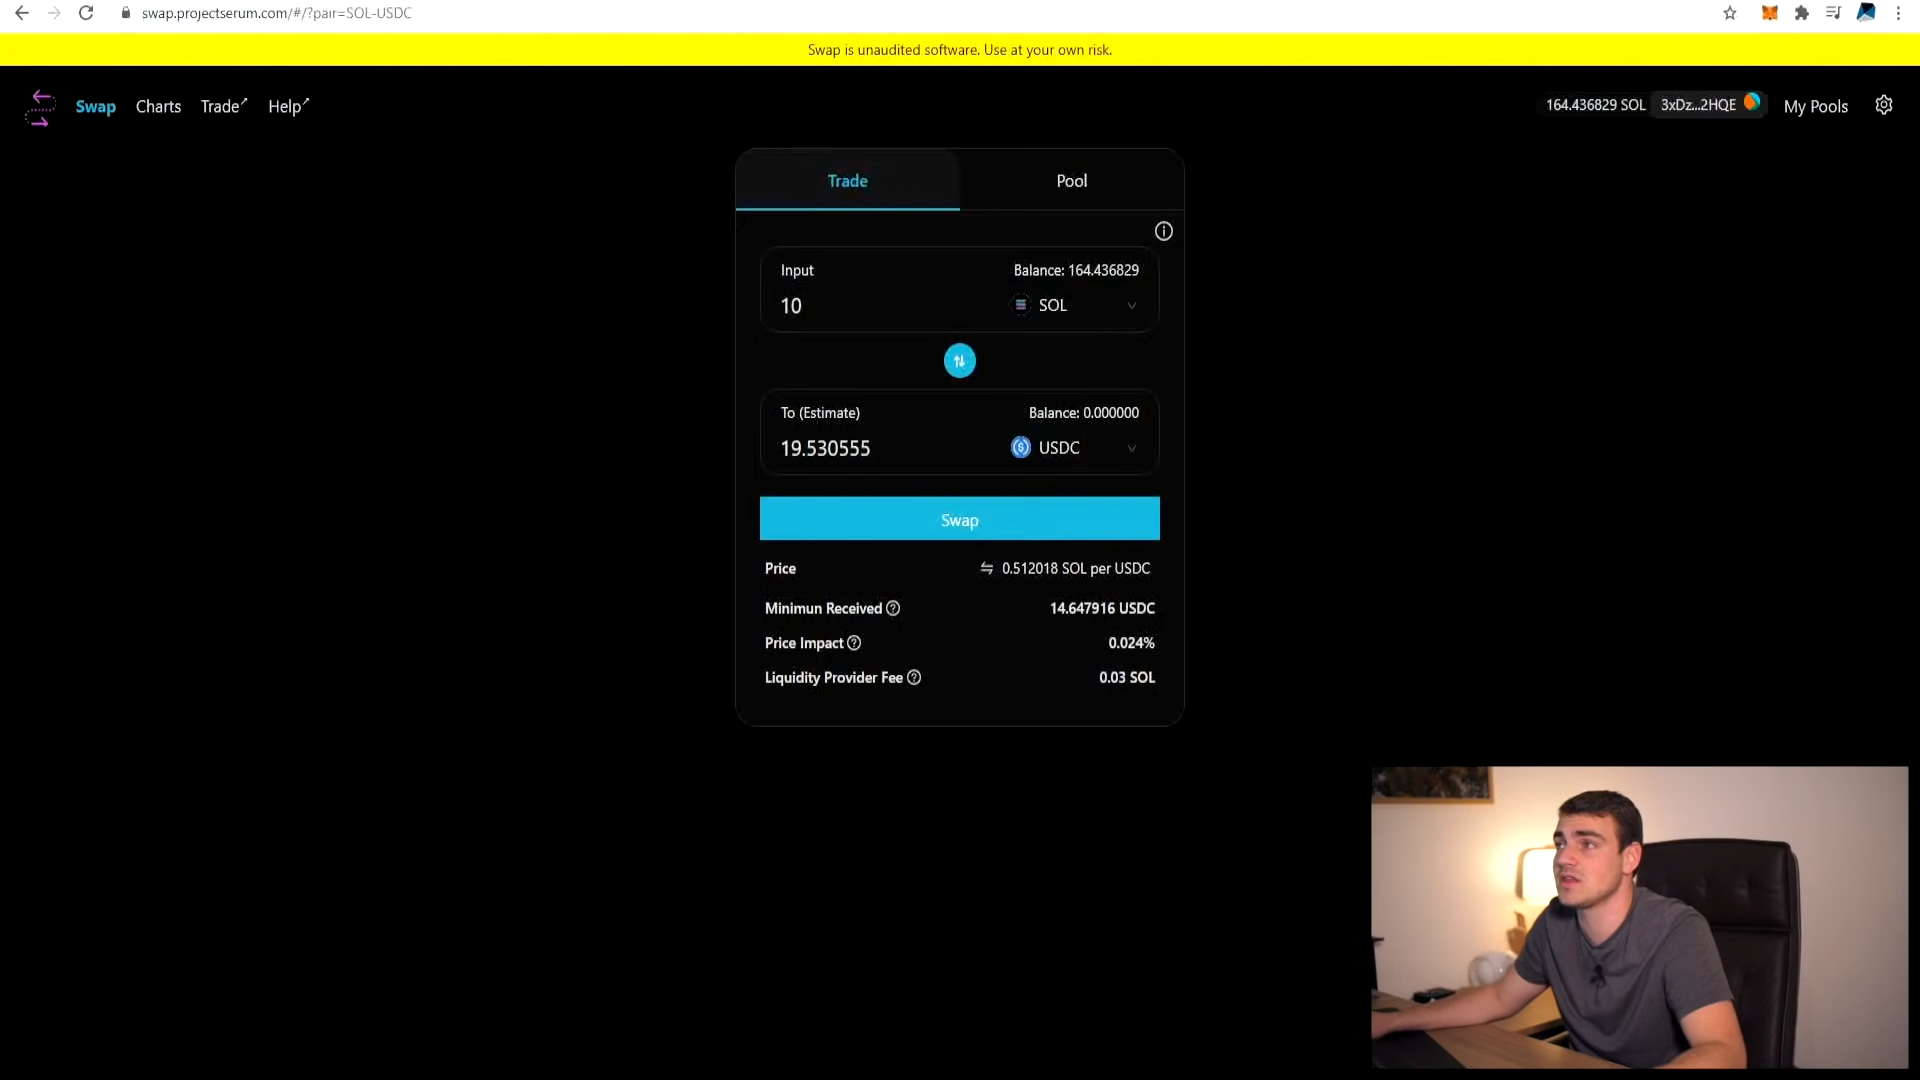 swap.projectserum.com/#/?pair=SOL-USDC
Swap is unaudited software. Use at your own risk.
Swap Charts Trade↗ Help↗ 164.436829 SOL 3xDz...2HQE My Pools
Trade Pool
Input Balance: 164.436829
10 SOL
To (Estimate) Balance: 0.000000
19.530555 USDC
Swap
Price ⇋ 0.512018 SOL per USDC
Minimun Received 14.647916 USDC
Price Impact 0.024%
Liquidity Provider Fee 0.03 SOL